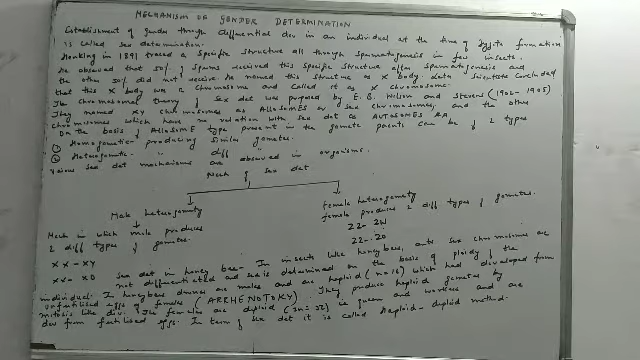 MECHANISM OF GENDER DETERMINATION
Establishment of gender through differential dev in an individual at the time of zygote formation
is called sex determination.
Henking in 1891 traced a specific structure all through spermatogenesis in few insects.
He observed that 50% of sperms received this specific structure after spermatogenesis and
the other 50% did not receive. He named this structure as X body. Scientists concluded
that this X body was a chromosome and called it as X chromosome.
The chromosomal theory of sex det was proposed by E.B. Wilson and Stevens (1902-1905)
They named XY chromosomes as ALLOSOMES or sex chromosomes, and the other
chromosomes which have no relation with sex det as AUTOSOMES AA
On the basis of ALLOSOME type present in the gamete parents can be of 2 types
① Homogametic- producing similar gametes.
② Heterogametic- " diff "
Various sex det mechanisms are observed in organisms.
Mech of sex det
Male heterogamety
Mech in which male produces
2 diff types of gametes.
XX-XY
XX-XO
Female heterogamety
female produces 2 diff types of gametes.
ZZ-ZW
ZZ-ZO
Sex det in honey bee- In insects like honey bees, ants sex chromosomes are
not differentiated and sex is determined on the basis of ploidy of the
individual. In honey bees drones are males and are haploid (n=16) which had developed from
unfertilised eggs of females (ARRHENOTOKY) They produce haploid gametes by
mitosis like div. The females are diploid (2n=32) ie queen and workers and are
dev from fertilised eggs. In term of sex det it is called haplo-diploid method.